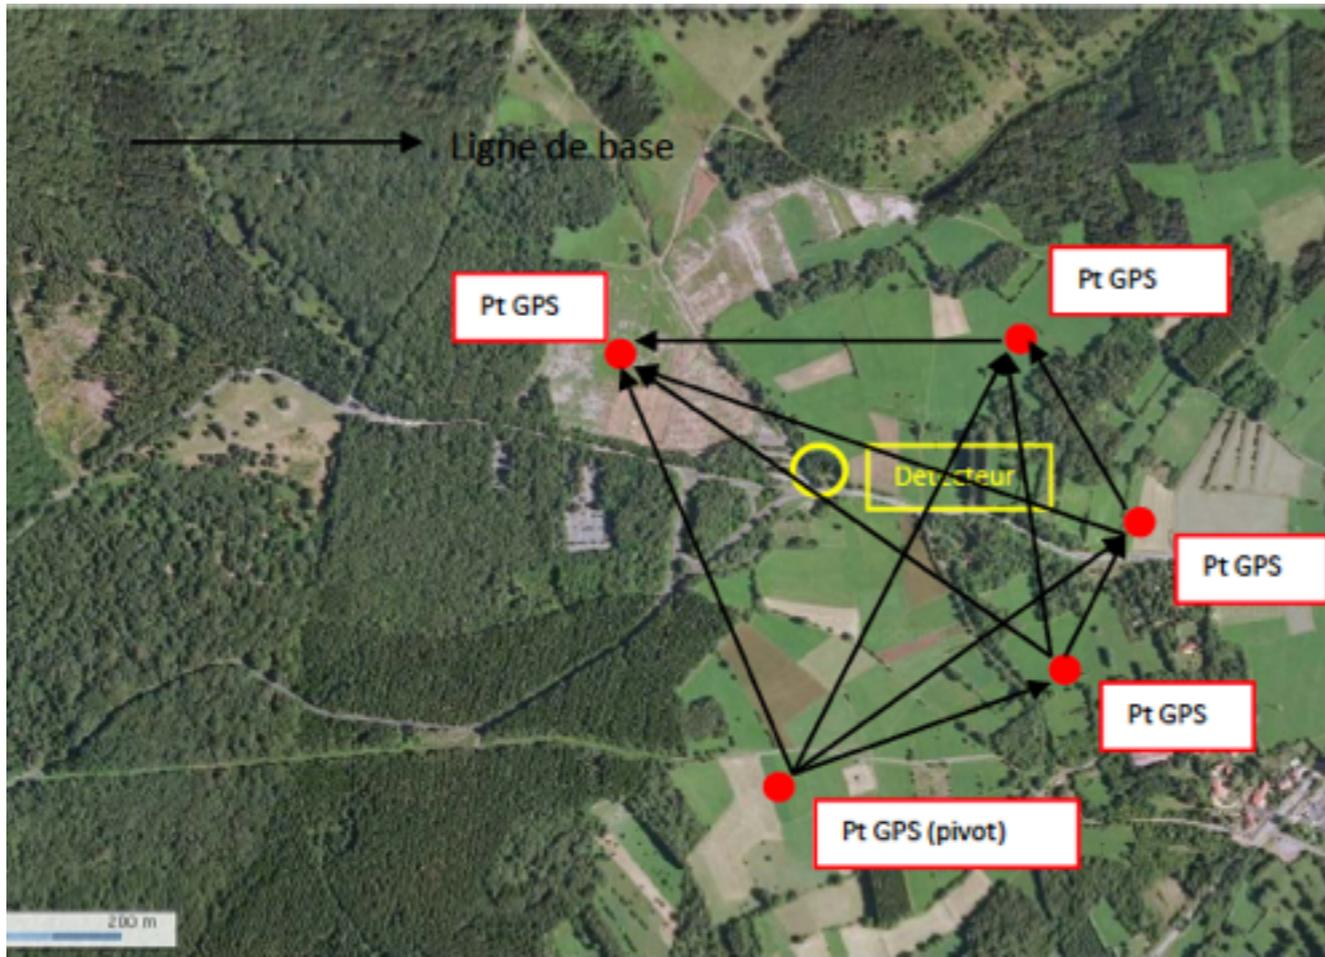 Ligne de base
Pt GPS
Pt GPS
Detecteur
Pt GPS
Pt GPS
Pt GPS (pivot)
200 m